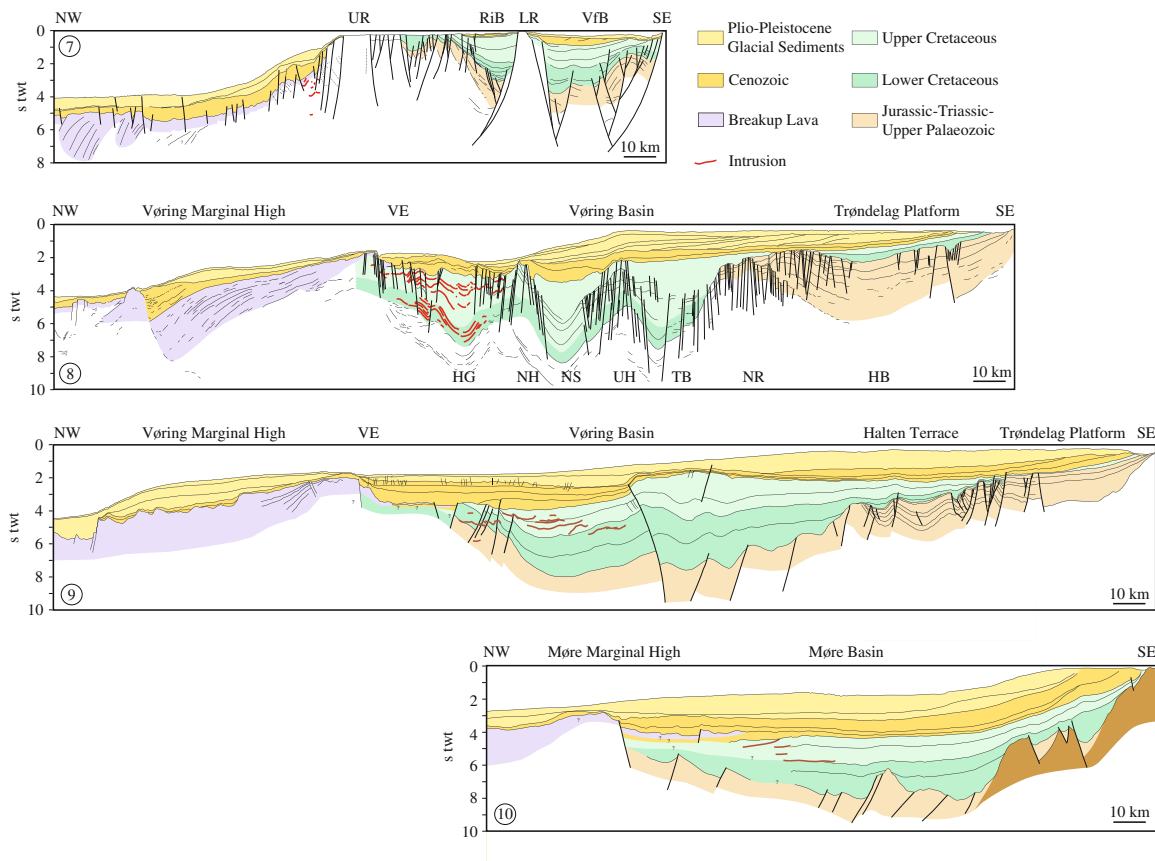 NW UR RiB LR VfB SE
0
2
4
6
8
s twt
7
10 km
Plio-Pleistocene
Glacial Sediments
Cenozoic
Breakup Lava
Intrusion
Upper Cretaceous
Lower Cretaceous
Jurassic-Triassic-
Upper Palaeozoic
NW Vøring Marginal High VE Vøring Basin Trøndelag Platform SE
0
2
4
6
8
10
s twt
8
HG NH NS UH TB NR HB
10 km
NW Vøring Marginal High VE Vøring Basin Halten Terrace Trøndelag Platform SE
0
2
4
6
8
10
s twt
? ? ? ?
9
10 km
NW Møre Marginal High Møre Basin SE
0
2
4
6
8
10
s twt
?
? ?
?
?
?
10
10 km